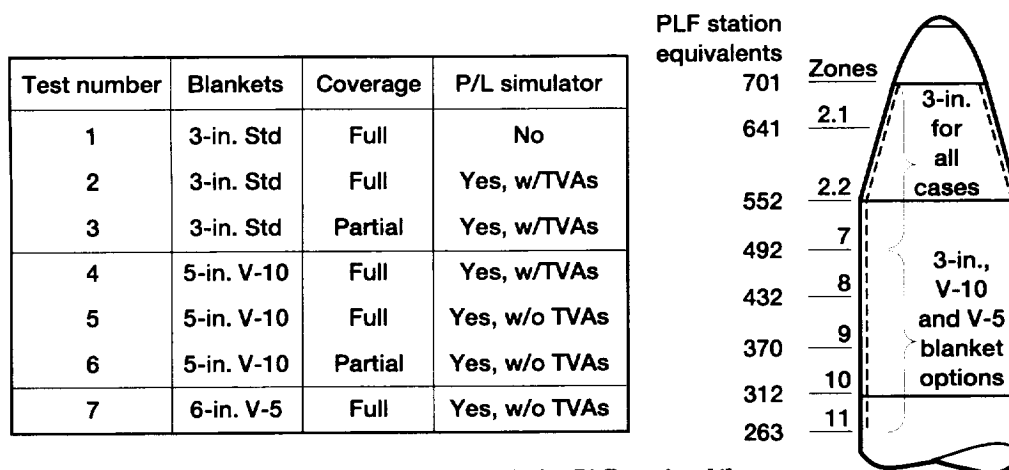 Test number Blankets Coverage P/L simulator
1 3-in. Std Full No
2 3-in. Std Full Yes, w/TVAs
3 3-in. Std Partial Yes, w/TVAs
4 5-in. V-10 Full Yes, w/TVAs
5 5-in. V-10 Full Yes, w/o TVAs
6 5-in. V-10 Partial Yes, w/o TVAs
7 6-in. V-5 Full Yes, w/o TVAs
PLF station
equivalents
701
641
552
492
432
370
312
263
Zones
2.1
2.2
7
8
9
10
11
3-in.
for
all
cases
3-in.,
V-10
and V-5
blanket
options